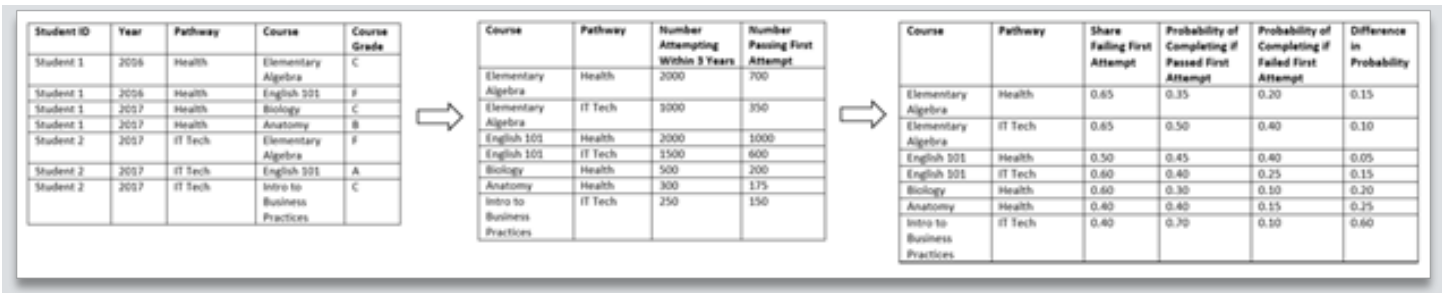 Student ID Year Pathway Course Course Grade
Student 1 2016 Health Elementary Algebra C
Student 1 2016 Health English 101 F
Student 1 2017 Health Biology C
Student 1 2017 Health Anatomy B
Student 2 2017 IT Tech Elementary Algebra F
Student 2 2017 IT Tech English 101 A
Student 2 2017 IT Tech Intro to Business Practices C
Course Pathway Number Attempting Within 3 Years Number Passing First Attempt
Elementary Algebra Health 2000 700
Elementary Algebra IT Tech 1000 350
English 101 Health 2000 1000
English 101 IT Tech 1500 600
Biology Health 500 200
Anatomy Health 300 175
Intro to Business Practices IT Tech 250 150
Course Pathway Share Failing First Attempt Probability of Completing if Passed First Attempt Probability of Completing if Failed First Attempt Difference in Probability
Elementary Algebra Health 0.65 0.35 0.20 0.15
Elementary Algebra IT Tech 0.65 0.50 0.40 0.10
English 101 Health 0.50 0.45 0.40 0.05
English 101 IT Tech 0.60 0.40 0.25 0.15
Biology Health 0.60 0.30 0.10 0.20
Anatomy Health 0.40 0.40 0.15 0.25
Intro to Business Practices IT Tech 0.40 0.70 0.10 0.60